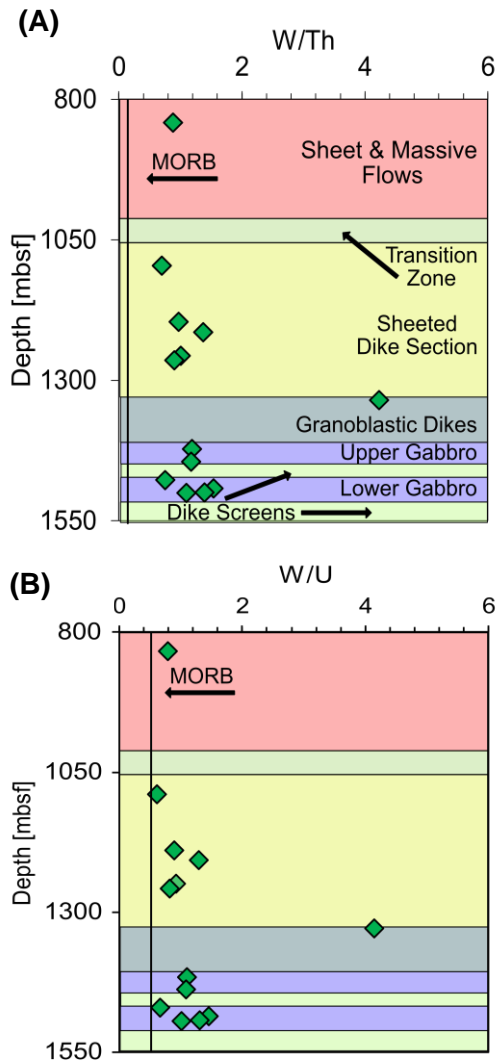 (A)
W/Th
0 2 4 6
800
MORB
Sheet & Massive
Flows
1050
Transition
Zone
Depth [mbsf]
Sheeted
Dike Section
1300
Granoblastic Dikes
Upper Gabbro
Lower Gabbro
Dike Screens
1550
(B)
W/U
0 2 4 6
800
MORB
1050
Depth [mbsf]
1300
1550